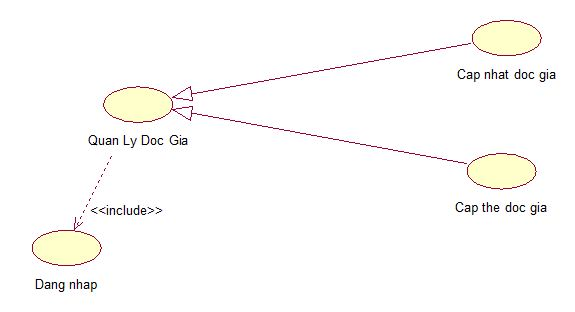 Cap nhat doc gia
Quan Ly Doc Gia
Cap the doc gia
<<include>>
Dang nhap